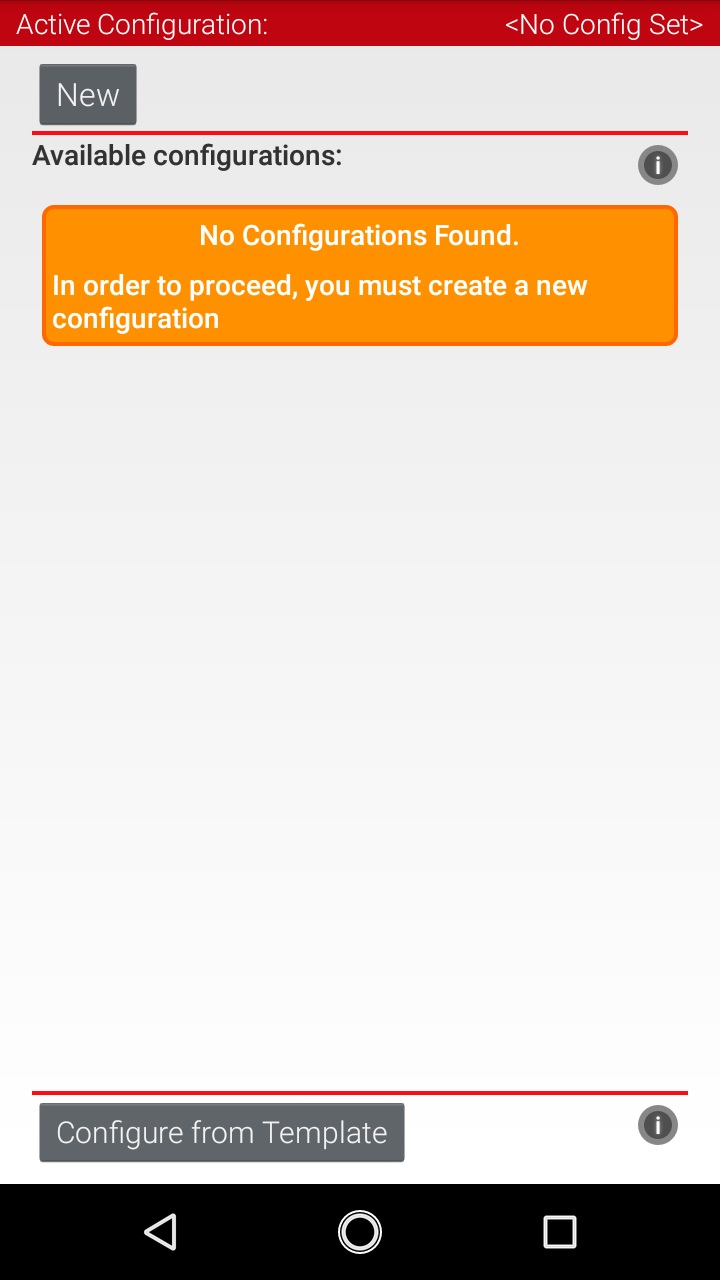 Active Configuration: <No Config Set>
New
Available configurations:
No Configurations Found.
In order to proceed, you must create a new
configuration
Configure from Template